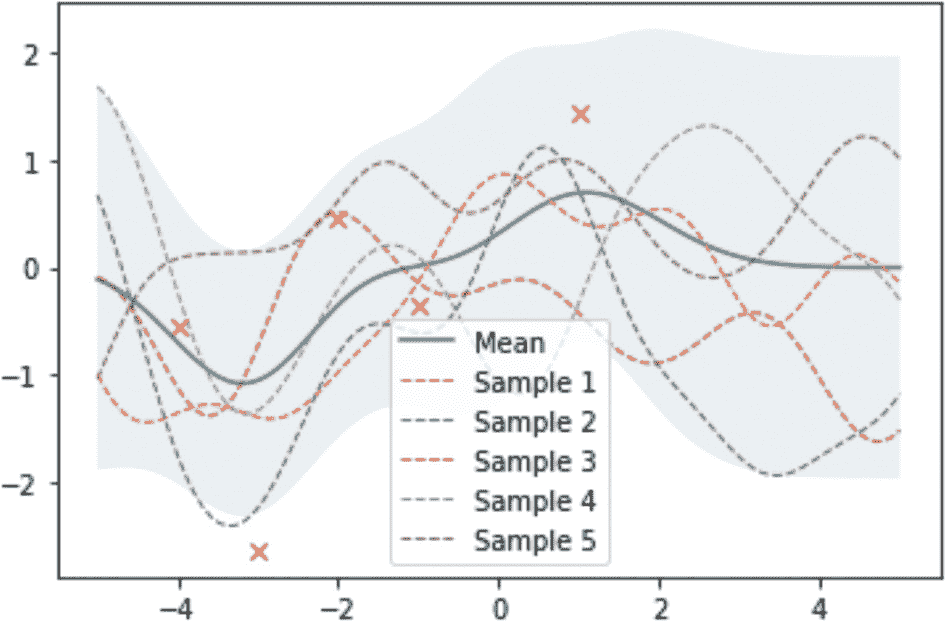 2
1
0
−1
−2
Mean
Sample 1
Sample 2
Sample 3
Sample 4
Sample 5
−4 −2 0 2 4